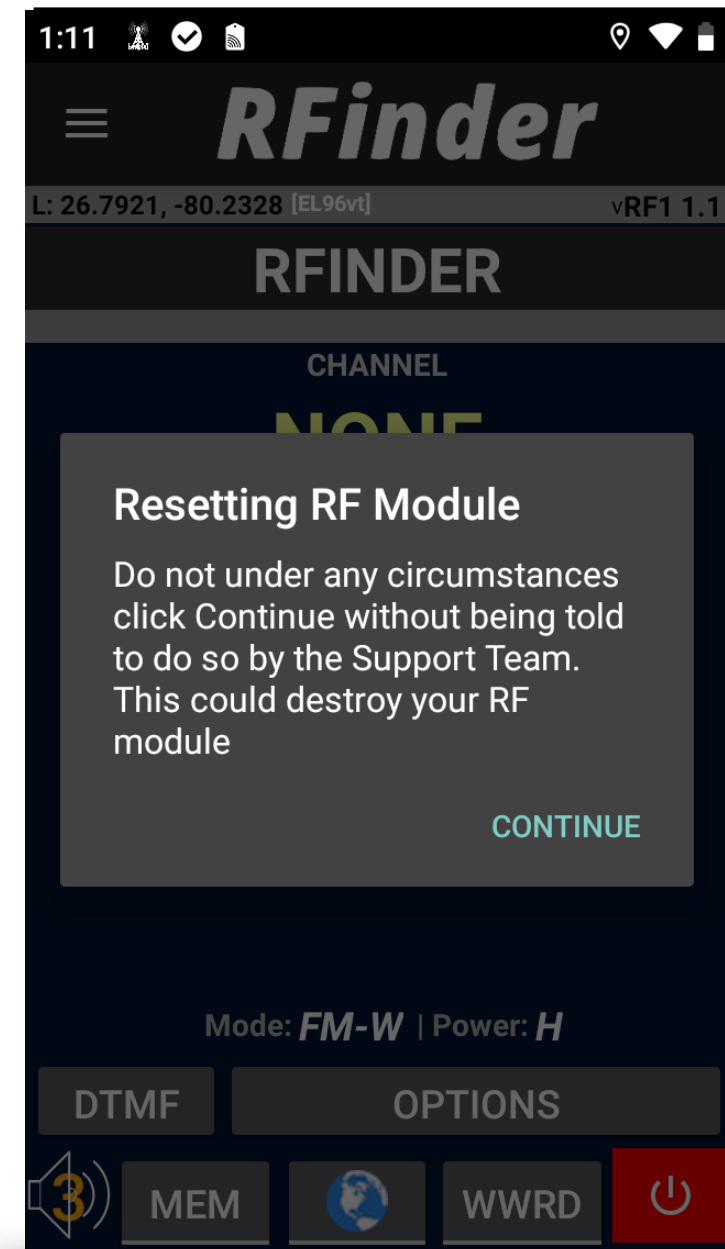 1:11
RFinder
L: 26.7921, -80.2328 [EL96vt] vRF1 1.1
RFINDER
CHANNEL
NONE
Resetting RF Module
Do not under any circumstances
click Continue without being told
to do so by the Support Team.
This could destroy your RF
module
CONTINUE
Mode: FM-W | Power: H
DTMF OPTIONS
3 MEM WWRD